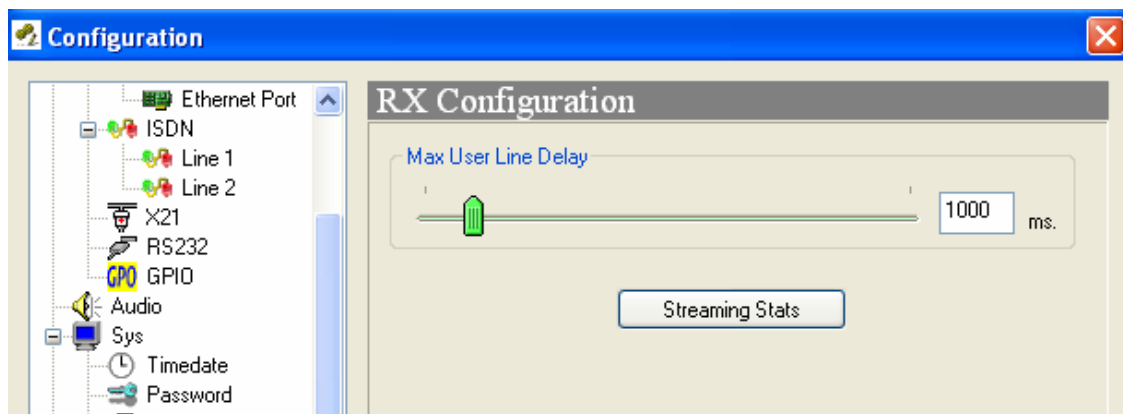 Configuration
Ethernet Port
ISDN
Line 1
Line 2
X21
RS232
GPO GPIO
Audio
Sys
Timedate
Password
RX Configuration
Max User Line Delay
1000 ms.
Streaming Stats